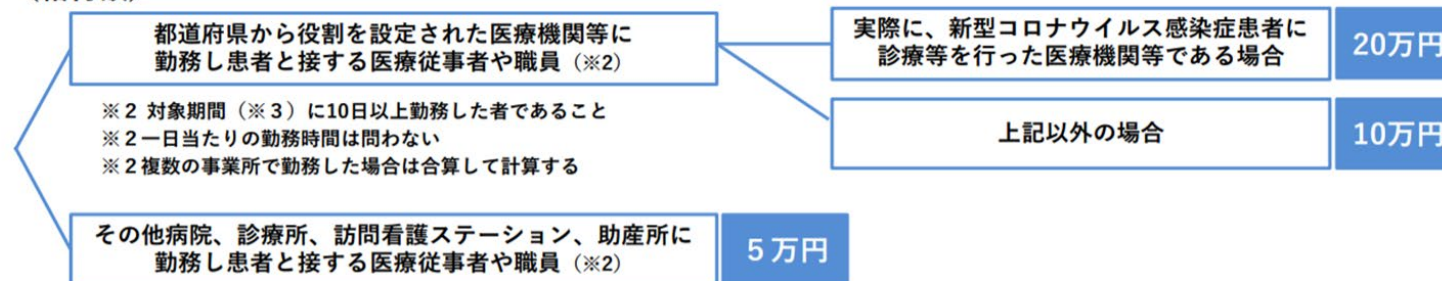 都道府県から役割を設定された医療機関等に
勤務し患者と接する医療従事者や職員（※2）
実際に、新型コロナウイルス感染症患者に
診療等を行った医療機関等である場合
20万円
※２ 対象期間（※３）に10日以上勤務した者であること
※２一日当たりの勤務時間は問わない
※２複数の事業所で勤務した場合は合算して計算する
上記以外の場合
10万円
その他病院、診療所、訪問看護ステーション、助産所に
勤務し患者と接する医療従事者や職員（※2）
５万円